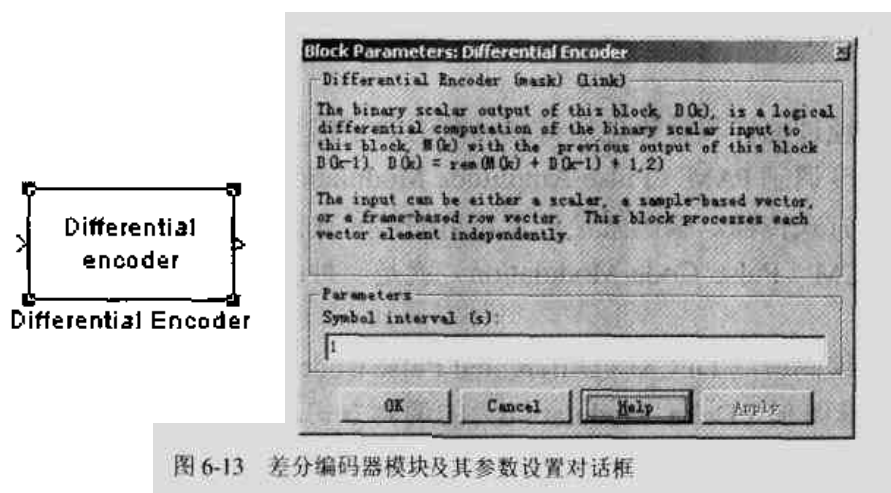 Differential
encoder
Differential Encoder
Block Parameters: Differential Encoder
Differential Encoder (mask) (link)
The binary scalar output of this block, D(k), is a logical
differential computation of the binary scalar input to
this block, M(k) with the previous output of this block
D(k-1). D(k) = rem(M(k) + D(k-1) + 1,2)
The input can be either a scalar, a sample-based vector,
or a frame-based row vector. This block processes each
vector element independently.
Parameters
Symbol interval (s):
1
OK Cancel Help Apply
图 6-13 差分编码器模块及其参数设置对话框